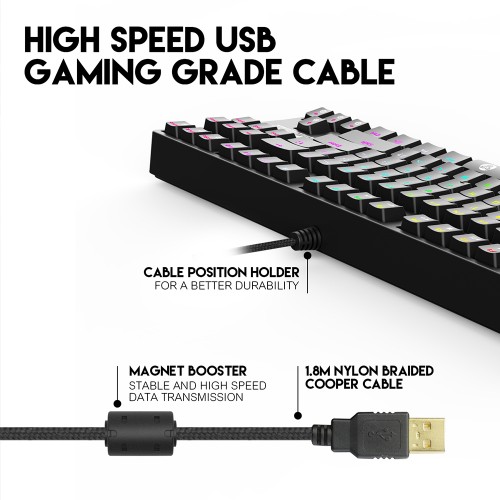 HIGH SPEED USB
GAMING GRADE CABLE
CABLE POSITION HOLDER
FOR A BETTER DURABILITY
MAGNET BOOSTER
STABLE AND HIGH SPEED
DATA TRANSMISSION
1.8M NYLON BRAIDED
COOPER CABLE